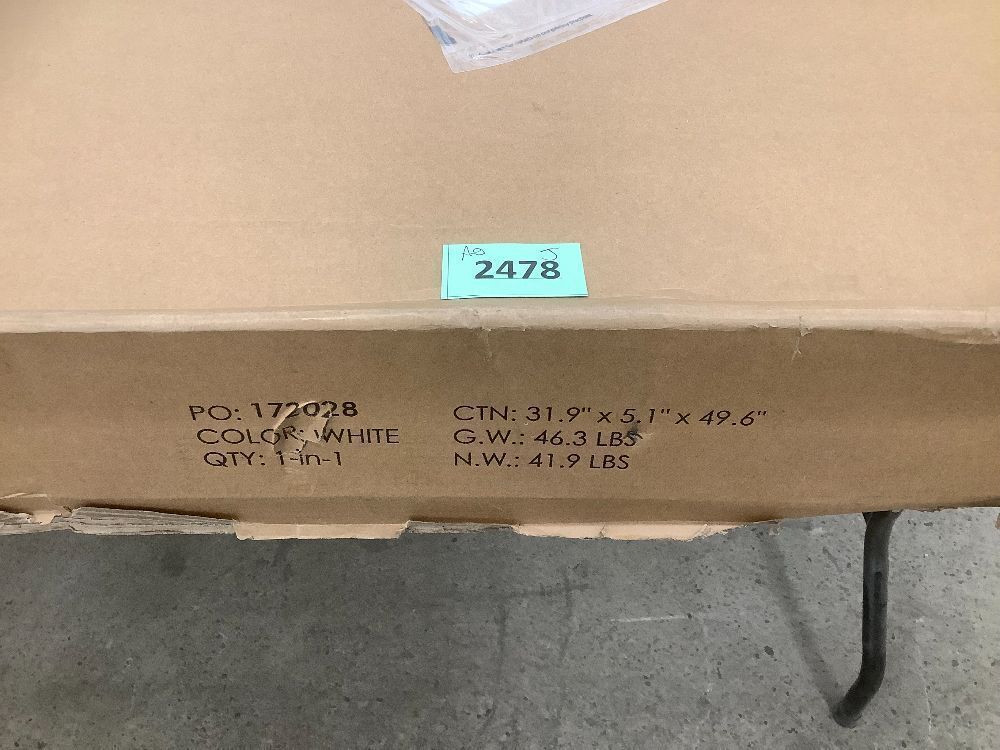 A9 J
2478
PO: 172028
COLOR: WHITE
QTY: 1-in-1
CTN: 31.9" x 5.1" x 49.6"
G.W.: 46.3 LBS
N.W.: 41.9 LBS